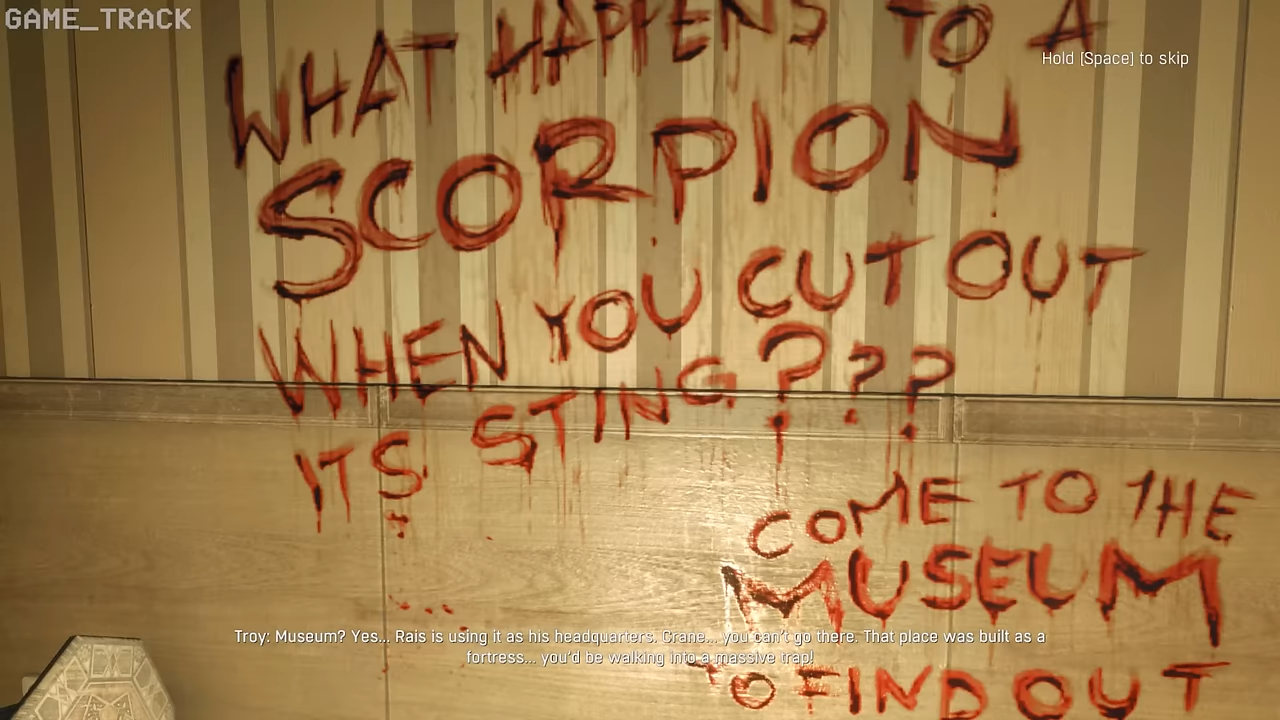 GAME_TRACK
Hold [Space] to skip
WHAT HAPPENS TO A
SCORPION
WHEN YOU CUT OUT
ITS STING???
COME TO THE
MUSEUM
TO FIND OUT
Troy: Museum? Yes... Rais is using it as his headquarters, Crane... you can't go there. That place was built as a
fortress... you'd be walking into a massive trap!